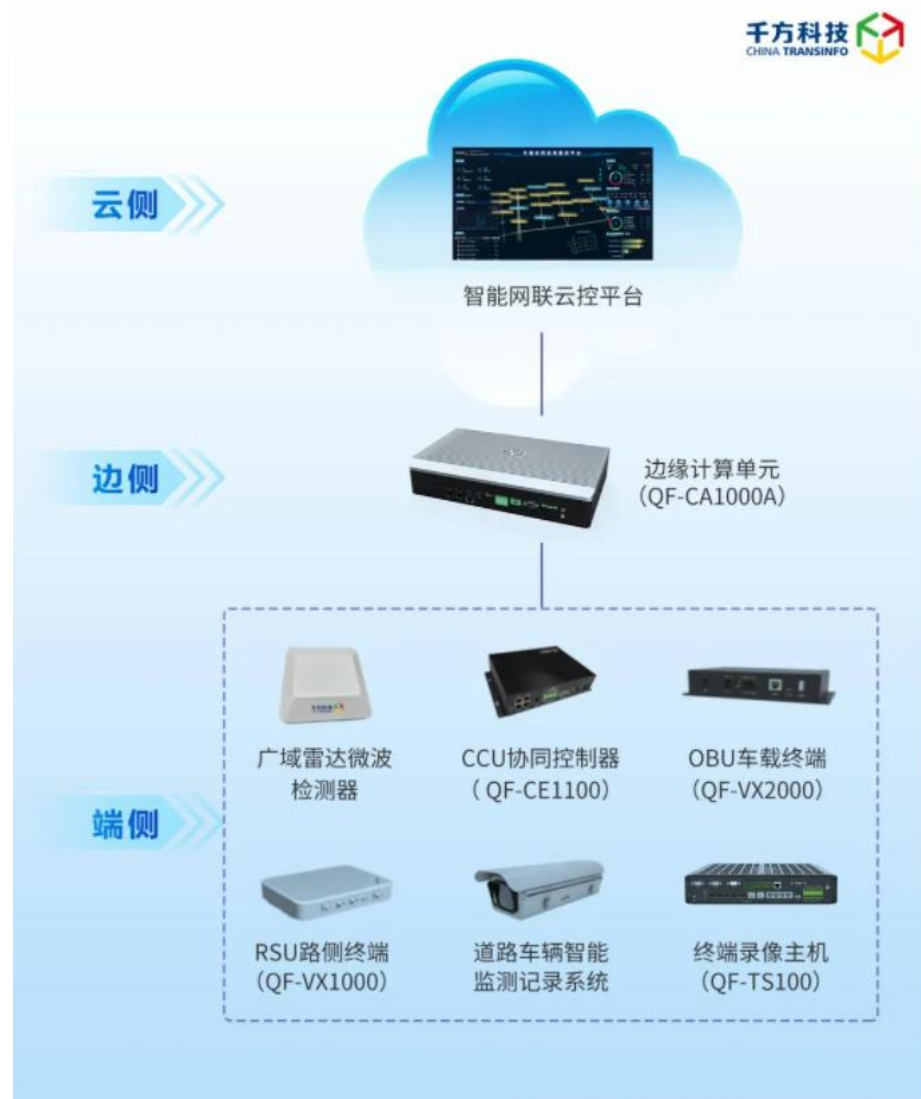 千方科技
CHINA TRANSINFO
云侧
智能网联云控平台
边侧
边缘计算单元
（QF-CA1000A）
端侧
广域雷达微波
检测器
CCU协同控制器
（ QF-CE1100）
OBU车载终端
（QF-VX2000）
RSU路侧终端
（QF-VX1000）
道路车辆智能
监测记录系统
终端录像主机
（QF-TS100）